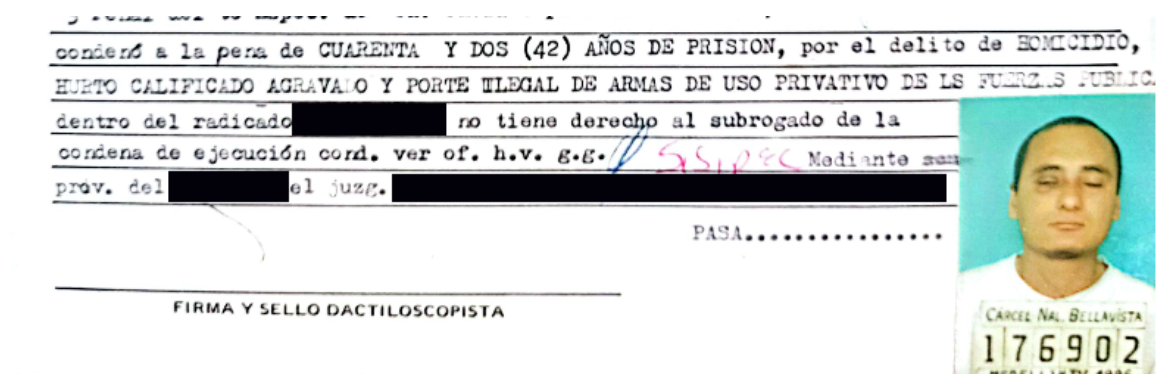 condenó a la pena de CUARENTA Y DOS (42) AÑOS DE PRISION, por el delito de HOMICIDIO,
HURTO CALIFICADO AGRAVADO Y PORTE ILEGAL DE ARMAS DE USO PRIVATIVO DE LS FUERZAS PUBLIC
dentro del radicado no tiene derecho al subrogado de la
condena de ejecución cond. ver of. h.v. g.g. SISIPEC Mediante sen
prov. del el juzg.
PASA................
FIRMA Y SELLO DACTILOSCOPISTA
CÁRCEL NAL. BELLAVISTA
176902